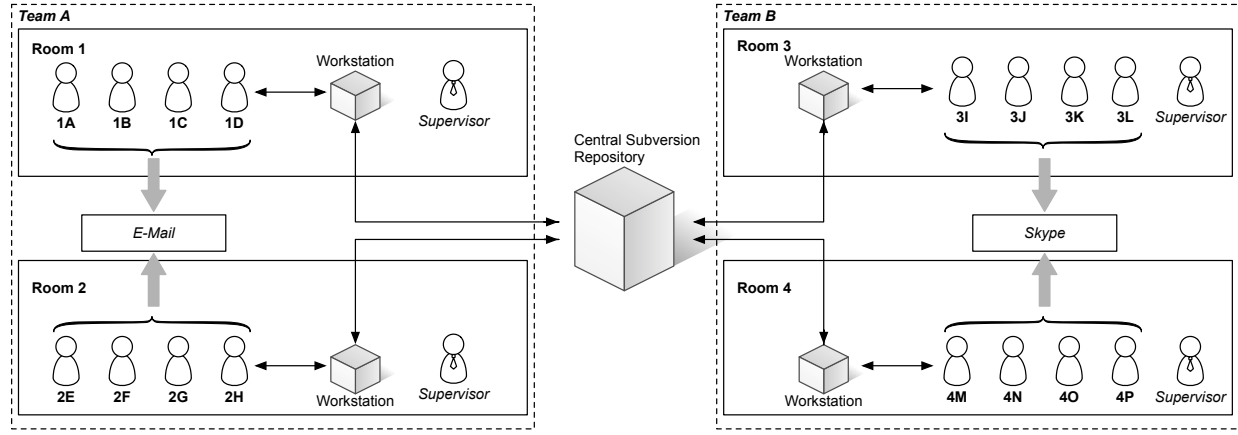 Team A
Room 1
Workstation
1A 1B 1C 1D
Supervisor
E-Mail
Room 2
2E 2F 2G 2H
Workstation
Supervisor
Central Subversion
Repository
Team B
Room 3
Workstation
3I 3J 3K 3L
Supervisor
Skype
Room 4
Workstation
4M 4N 4O 4P
Supervisor